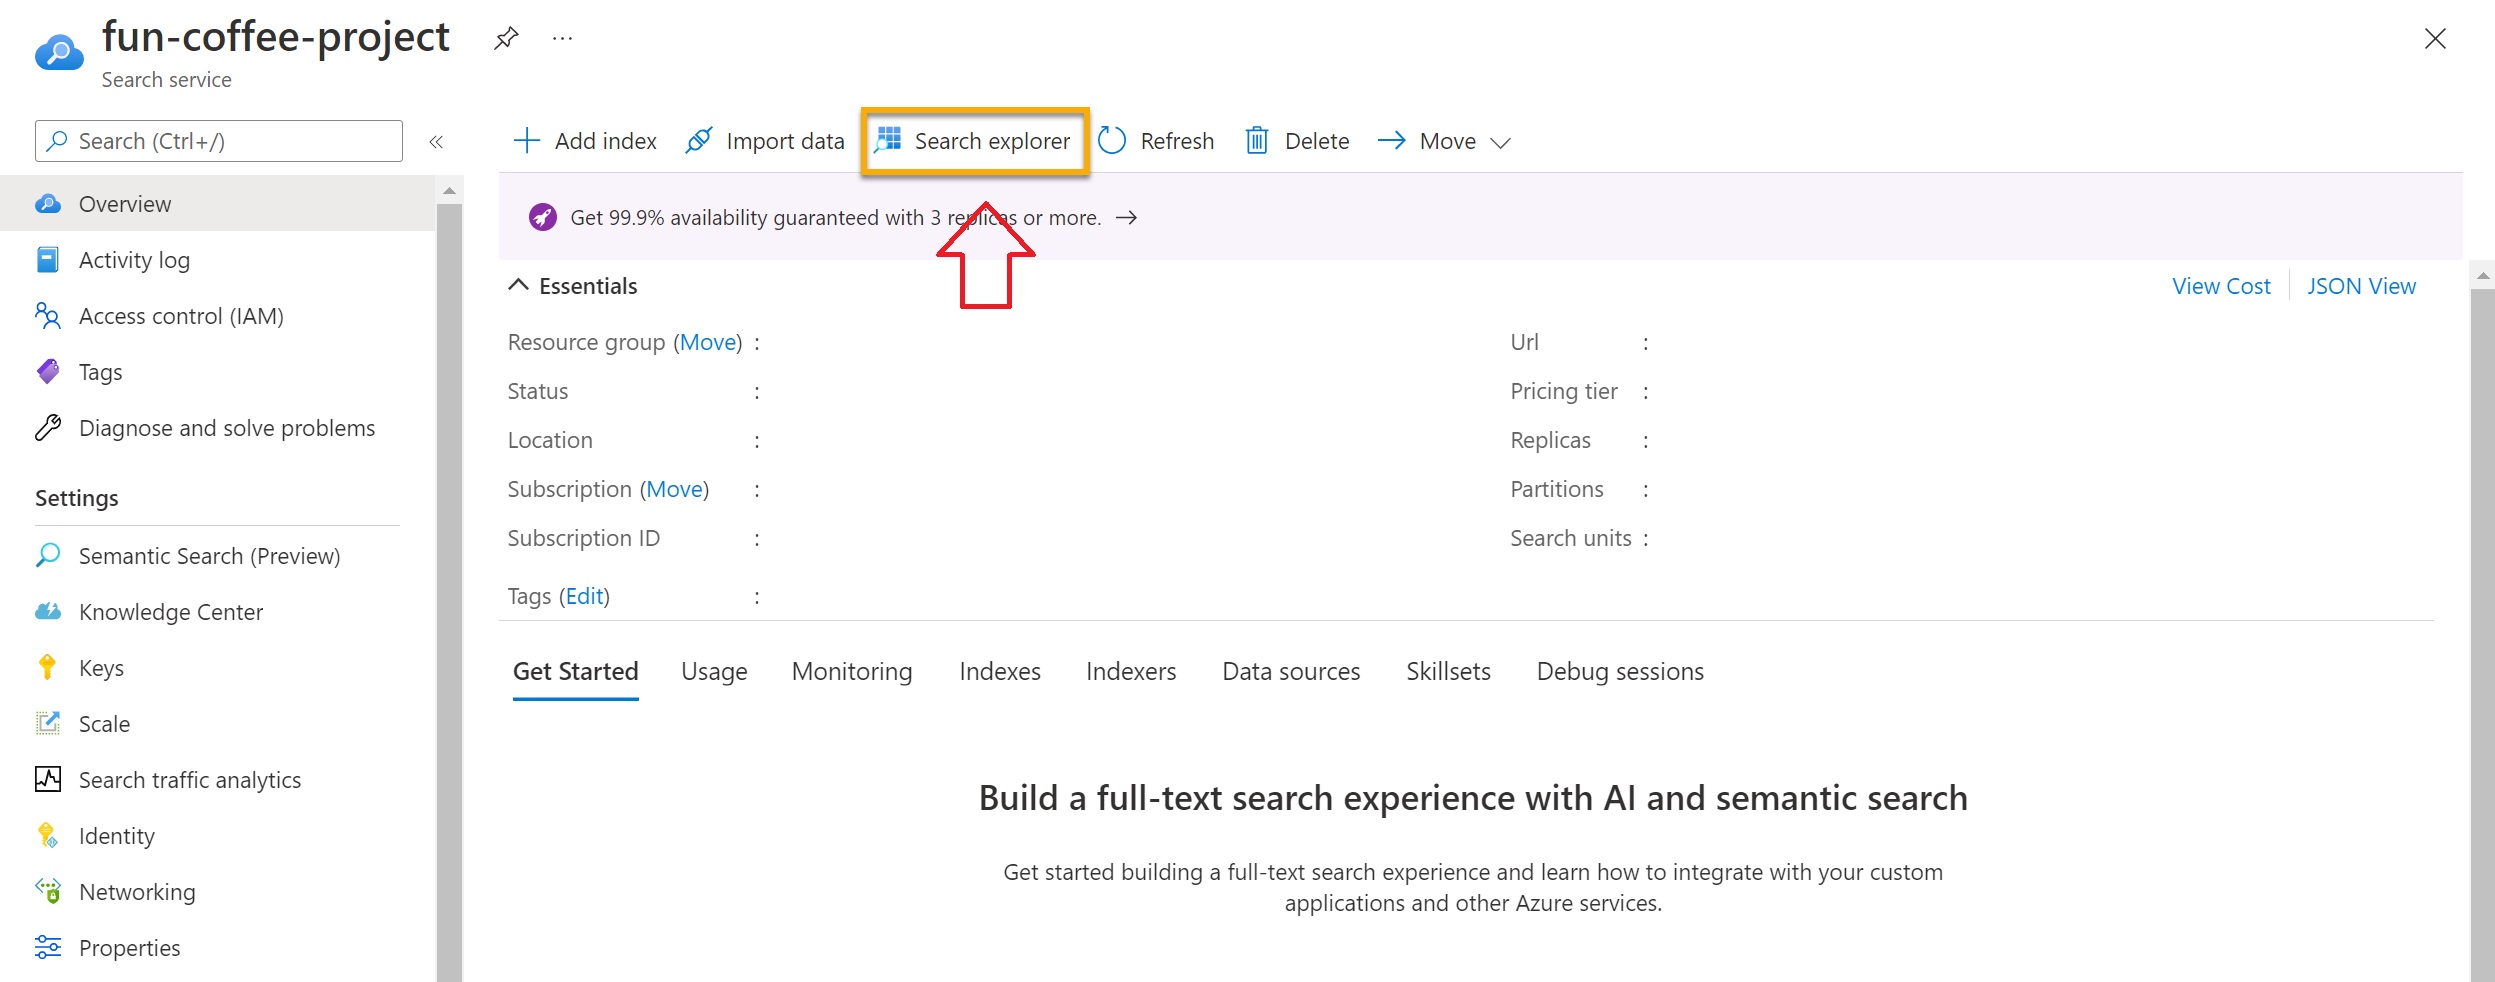 fun-coffee-project
Search service
Search (Ctrl+/)
Overview
Activity log
Access control (IAM)
Tags
Diagnose and solve problems
Settings
Semantic Search (Preview)
Knowledge Center
Keys
Scale
Search traffic analytics
Identity
Networking
Properties
Add index Import data Search explorer Refresh Delete Move
Get 99.9% availability guaranteed with 3 replicas or more. →
Essentials
View Cost JSON View
Resource group (Move) :
Status :
Location :
Subscription (Move) :
Subscription ID :
Tags (Edit) :
Url :
Pricing tier :
Replicas :
Partitions :
Search units :
Get Started Usage Monitoring Indexes Indexers Data sources Skillsets Debug sessions
Build a full-text search experience with AI and semantic search
Get started building a full-text search experience and learn how to integrate with your custom
applications and other Azure services.